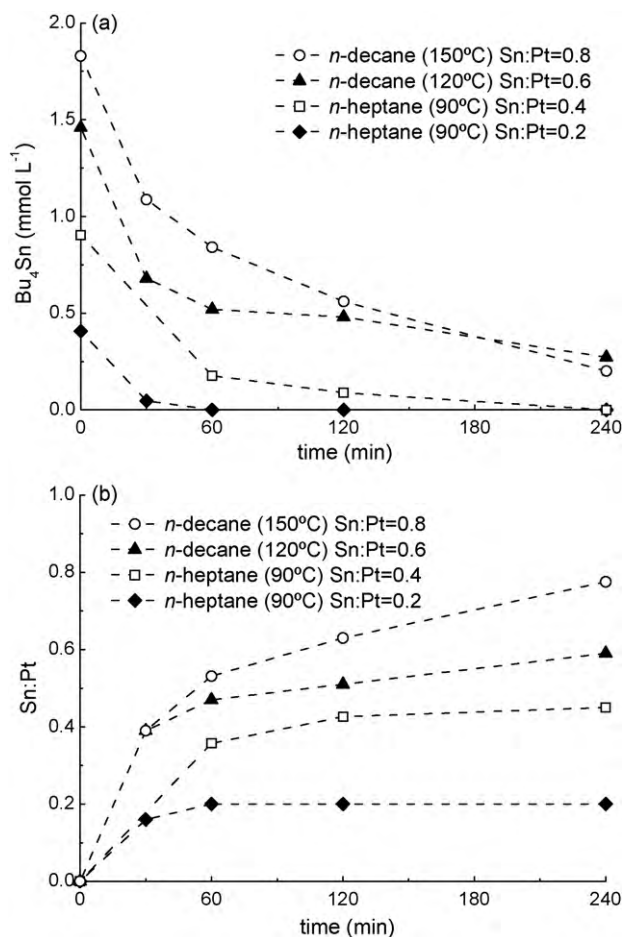 (a)
2.0
1.5
1.0
0.5
0.0
Bu₄Sn (mmol L⁻¹)
n-decane (150ºC) Sn:Pt=0.8
n-decane (120ºC) Sn:Pt=0.6
n-heptane (90ºC) Sn:Pt=0.4
n-heptane (90ºC) Sn:Pt=0.2
0 60 120 180 240
time (min)
(b)
1.0
0.8
0.6
0.4
0.2
0.0
Sn:Pt
n-decane (150ºC) Sn:Pt=0.8
n-decane (120ºC) Sn:Pt=0.6
n-heptane (90ºC) Sn:Pt=0.4
n-heptane (90ºC) Sn:Pt=0.2
0 60 120 180 240
time (min)